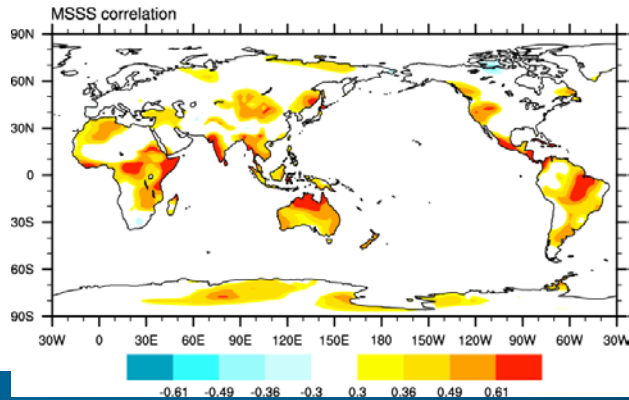 MSSS correlation
90N
60N
30N
0
30S
60S
90S
30W 0 30E 60E 90E 120E 150E 180 150W 120W 90W 60W 30W
-0.61 -0.49 -0.36 -0.3 0.3 0.36 0.49 0.61